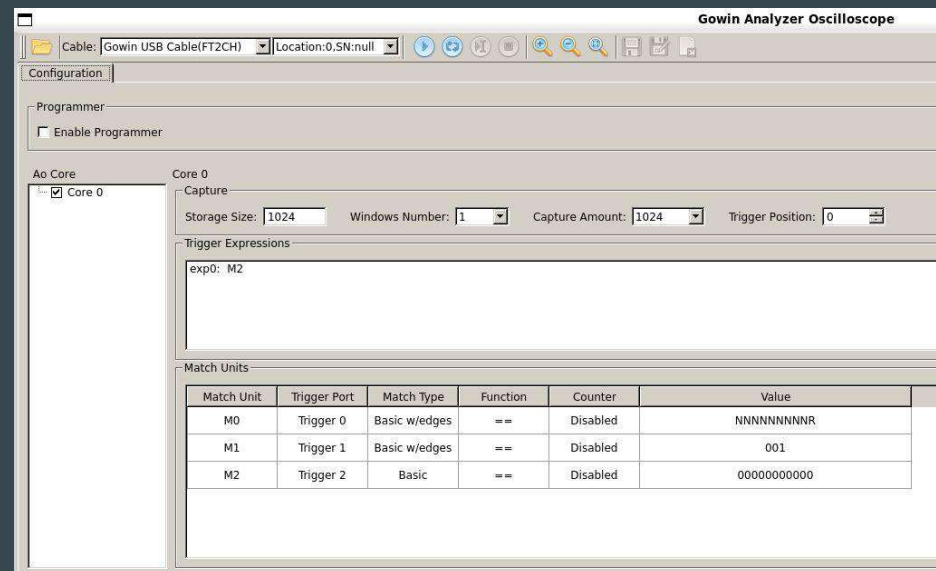 Gowin Analyzer Oscilloscope
Cable: Gowin USB Cable(FT2CH) Location:0,SN:null
Configuration
Programmer
Enable Programmer
Ao Core
Core 0
Core 0
Capture
Storage Size: 1024 Windows Number: 1 Capture Amount: 1024 Trigger Position: 0
Trigger Expressions
exp0: M2
Match Units
Match Unit Trigger Port Match Type Function Counter Value
M0 Trigger 0 Basic w/edges == Disabled NNNNNNNNNR
M1 Trigger 1 Basic w/edges == Disabled 001
M2 Trigger 2 Basic == Disabled 00000000000